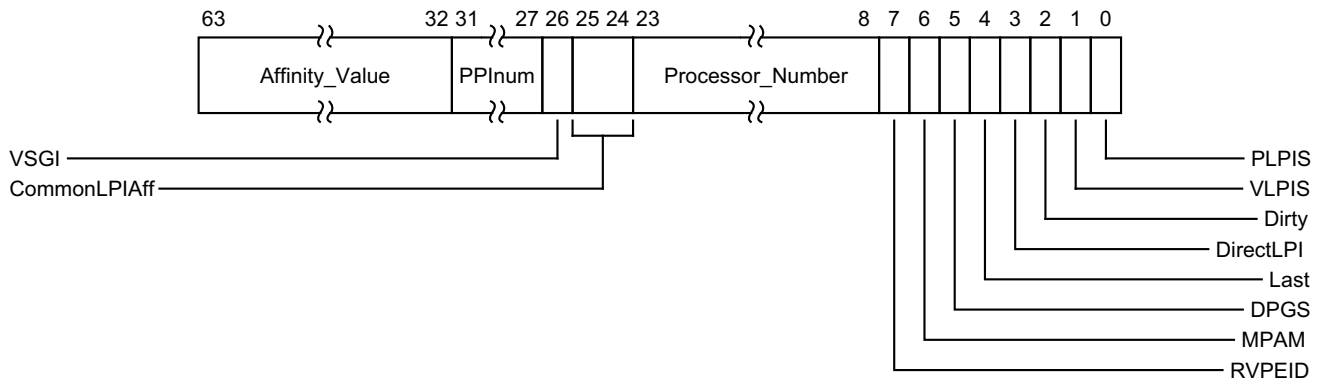 63 32 31 27 26 25 24 23 8 7 6 5 4 3 2 1 0
Affinity_Value PPInum Processor_Number
VSGI PLPIS
CommonLPIAff VLPIS
Dirty
DirectLPI
Last
DPGS
MPAM
RVPEID